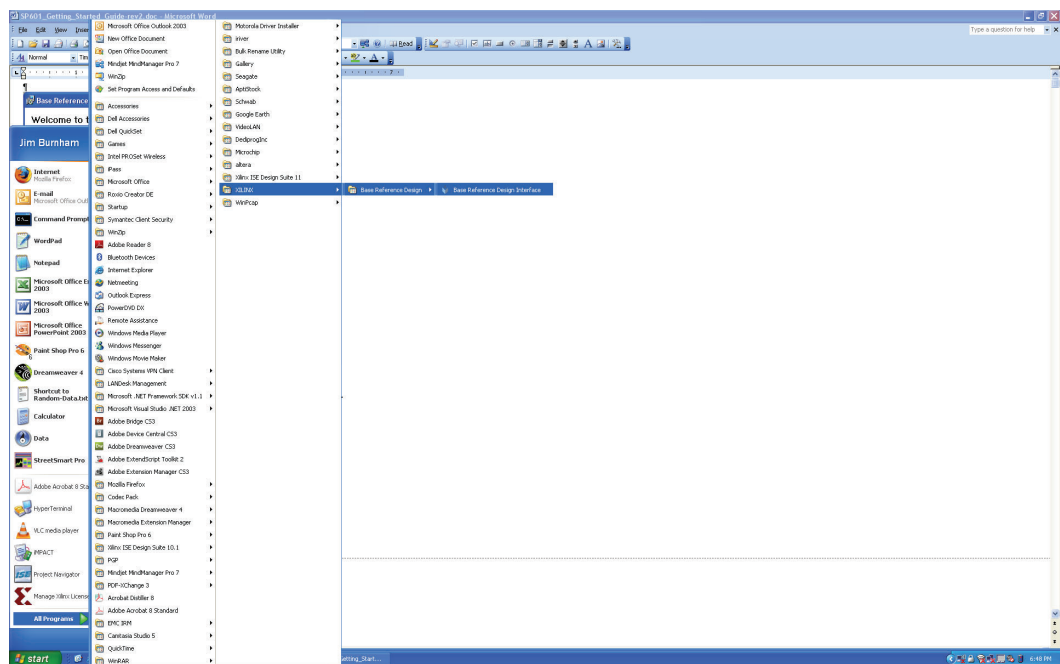 SP601_Getting_Started_Guide-rev2.doc - Microsoft Word
File Edit View
Type a question for help
Normal
Read
Base Reference
Welcome to t
Jim Burnham
Internet
Mozilla Firefox
E-mail
Microsoft Office Outl
Command Prompt
WordPad
Notepad
Microsoft Office E
2003
Microsoft Office W
2003
Microsoft Office
PowerPoint 2003
Paint Shop Pro 6
Dreamweaver 4
Shortcut to
Random-Data.txt
Calculator
Data
StreetSmart Pro
Adobe Acrobat 8 Sta
HyperTerminal
VLC media player
iMPACT
Project Navigator
Manage Xilinx License
All Programs
start
Microsoft Office Outlook 2003
New Office Document
Open Office Document
Mindjet MindManager Pro 7
WinZip
Set Program Access and Defaults
Accessories
Dell Accessories
Dell QuickSet
Games
Intel PROSet Wireless
iPass
Microsoft Office
Roxio Creator DE
Startup
Symantec Client Security
WinZip
Adobe Reader 8
Bluetooth Devices
Internet Explorer
Netmeeting
Outlook Express
PowerDVD DX
Remote Assistance
Windows Media Player
Windows Messenger
Windows Movie Maker
Cisco Systems VPN Client
LANDesk Management
Microsoft .NET Framework SDK v1.1
Microsoft Visual Studio .NET 2003
Adobe Bridge CS3
Adobe Device Central CS3
Adobe Dreamweaver CS3
Adobe ExtendScript Toolkit 2
Adobe Extension Manager CS3
Mozilla Firefox
Codec Pack
Macromedia Dreamweaver 4
Macromedia Extension Manager
Paint Shop Pro 6
Xilinx ISE Design Suite 10.1
PGP
Mindjet MindManager Pro 7
PDF-XChange 3
Acrobat Distiller 8
Adobe Acrobat 8 Standard
EMC IRM
Camtasia Studio 5
QuickTime
WinRAR
Motorola Driver Installer
iriver
Bulk Rename Utility
Gallery
Seagate
AptiStock
Schwab
Google Earth
VideoLAN
DediprogInc
Microchip
altera
Xilinx ISE Design Suite 11
XILINX
WinPcap
Base Reference Design
Base Reference Design Interface
etting_Start...
6:48 PM